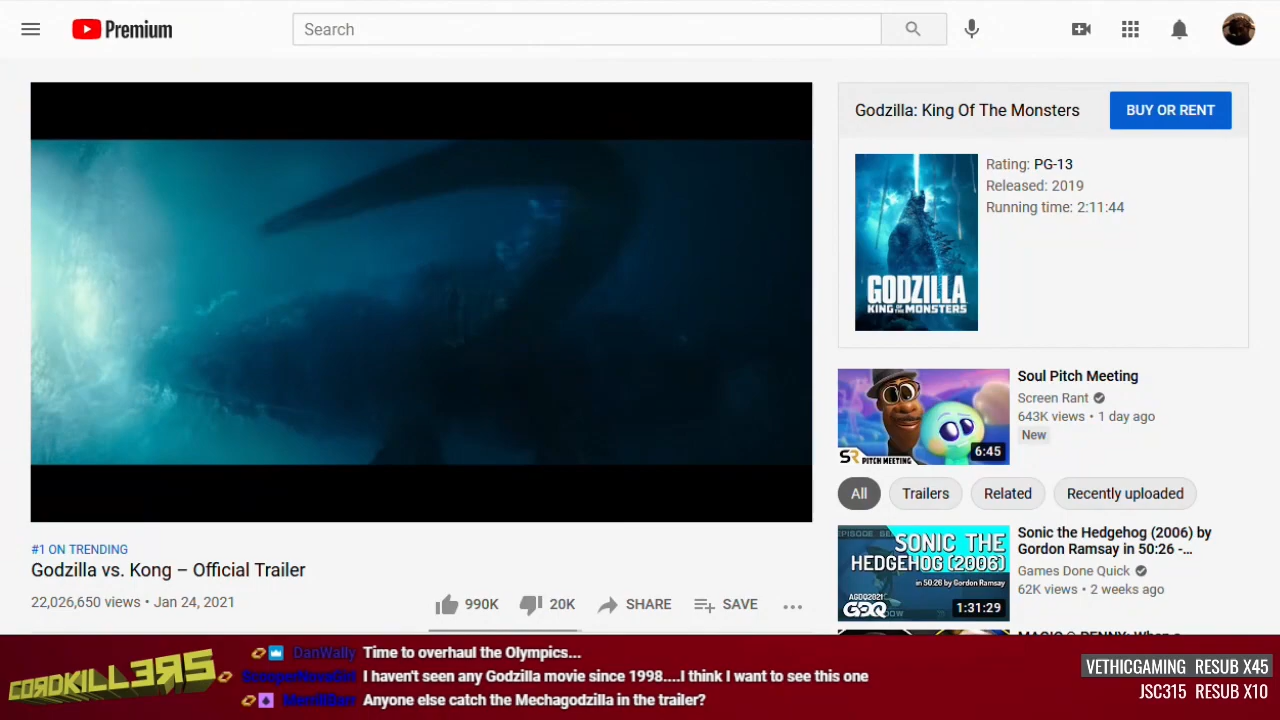 Premium
Search
Godzilla: King Of The Monsters
BUY OR RENT
Rating: PG-13
Released: 2019
Running time: 2:11:44
GODZILLA
KING OF THE MONSTERS
Soul Pitch Meeting
Screen Rant
643K views • 1 day ago
New
SR PITCH MEETING
6:45
All
Trailers
Related
Recently uploaded
SONIC THE
HEDGEHOG (2006)
in 50:26 by Gordon Ramsay
AGDQ2021
GDQ
1:31:29
Sonic the Hedgehog (2006) by
Gordon Ramsay in 50:26 -...
Games Done Quick
62K views • 2 weeks ago
#1 ON TRENDING
Godzilla vs. Kong – Official Trailer
22,026,650 views • Jan 24, 2021
990K
20K
SHARE
SAVE
CORDKILL3RS
DanWally Time to overhaul the Olympics...
I haven't seen any Godzilla movie since 1998....I think I want to see this one
Anyone else catch the Mechagodzilla in the trailer?
VETHICGAMING RESUB X45
JSC315 RESUB X10